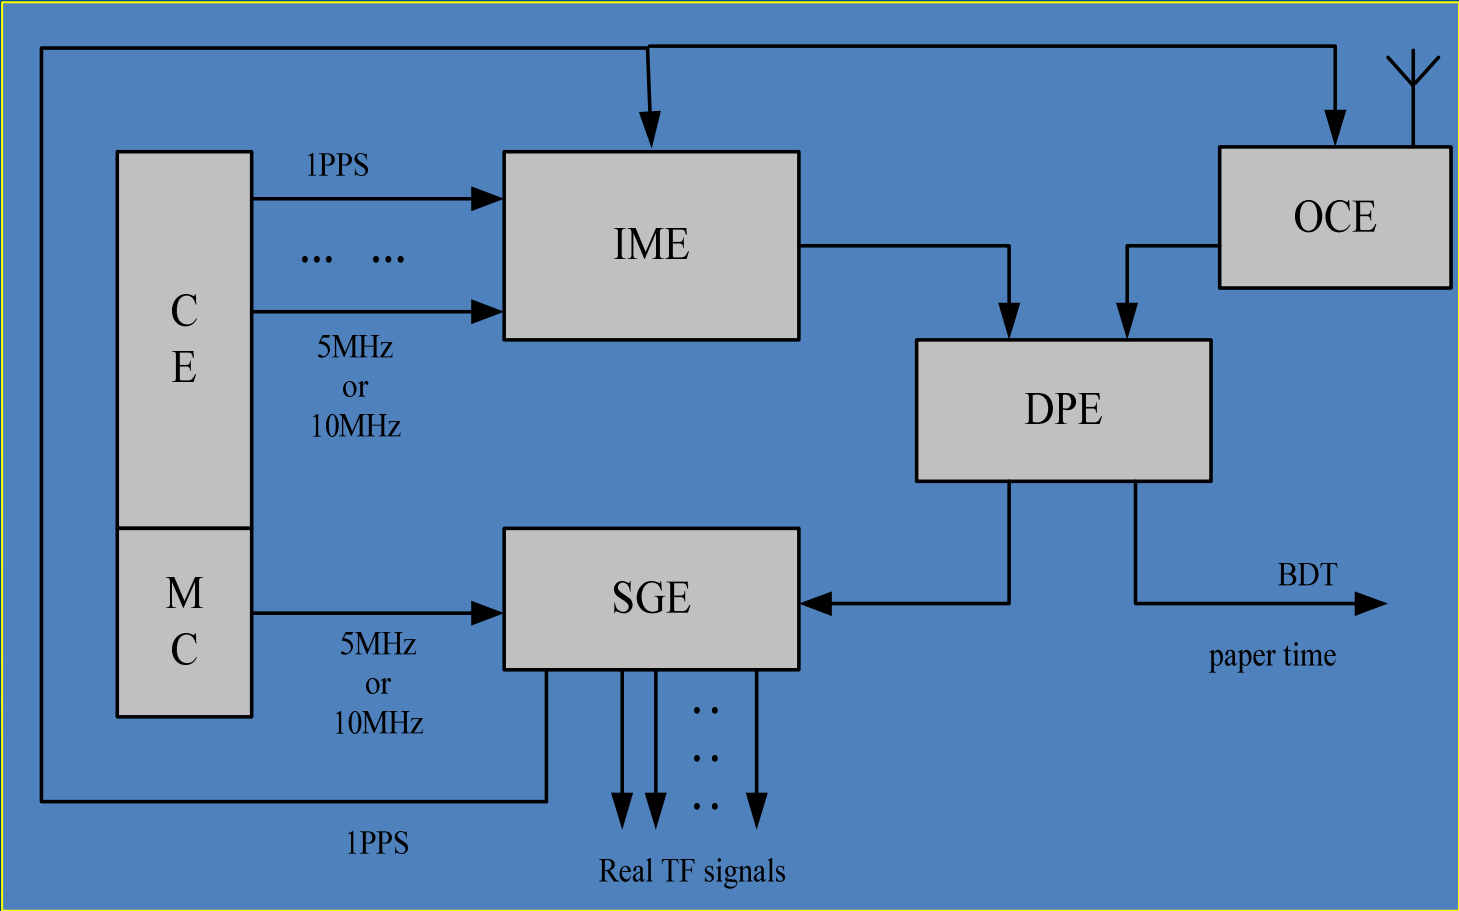 1PPS
... ...
5MHz
or
10MHz
C
E
M
C
IME
OCE
DPE
SGE
5MHz
or
10MHz
BDT
paper time
1PPS
Real TF signals